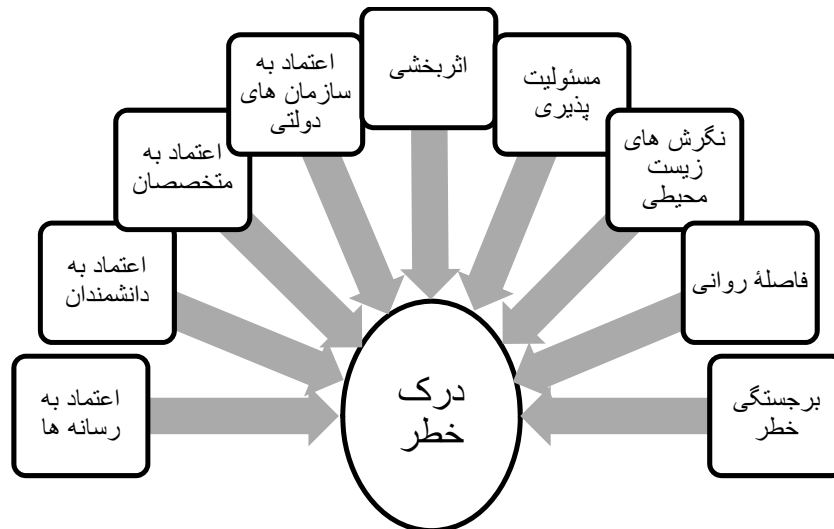 اثربخشی
مسئولیت
پذیری
نگرش های
زیست
محیطی
فاصلۀ روانی
برجستگی
خطر
اعتماد به
سازمان های
دولتی
اعتماد به
متخصصان
اعتماد به
دانشمندان
اعتماد به
رسانه ها
درک
خطر